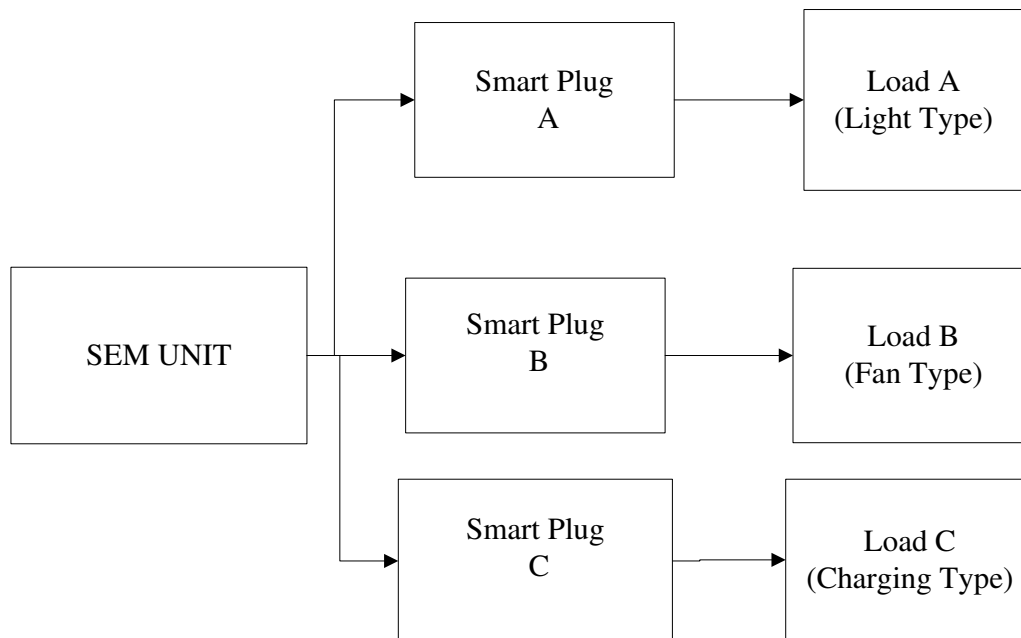 Smart Plug
A
Load A
(Light Type)
SEM UNIT
Smart Plug
B
Load B
(Fan Type)
Smart Plug
C
Load C
(Charging Type)